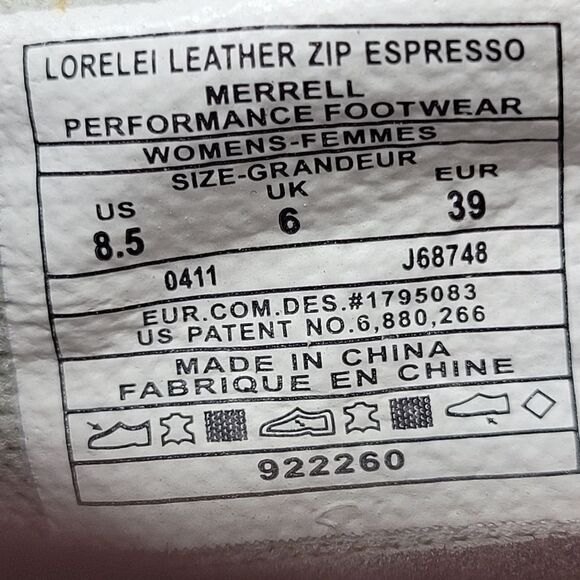 LORELEI LEATHER ZIP ESPRESSO
MERRELL
PERFORMANCE FOOTWEAR
WOMENS-FEMMES
SIZE-GRANDEUR
US UK EUR
8.5 6 39
0411 J68748
EUR.COM.DES.#1795083
US PATENT NO.6,880,266
MADE IN CHINA
FABRIQUE EN CHINE
922260